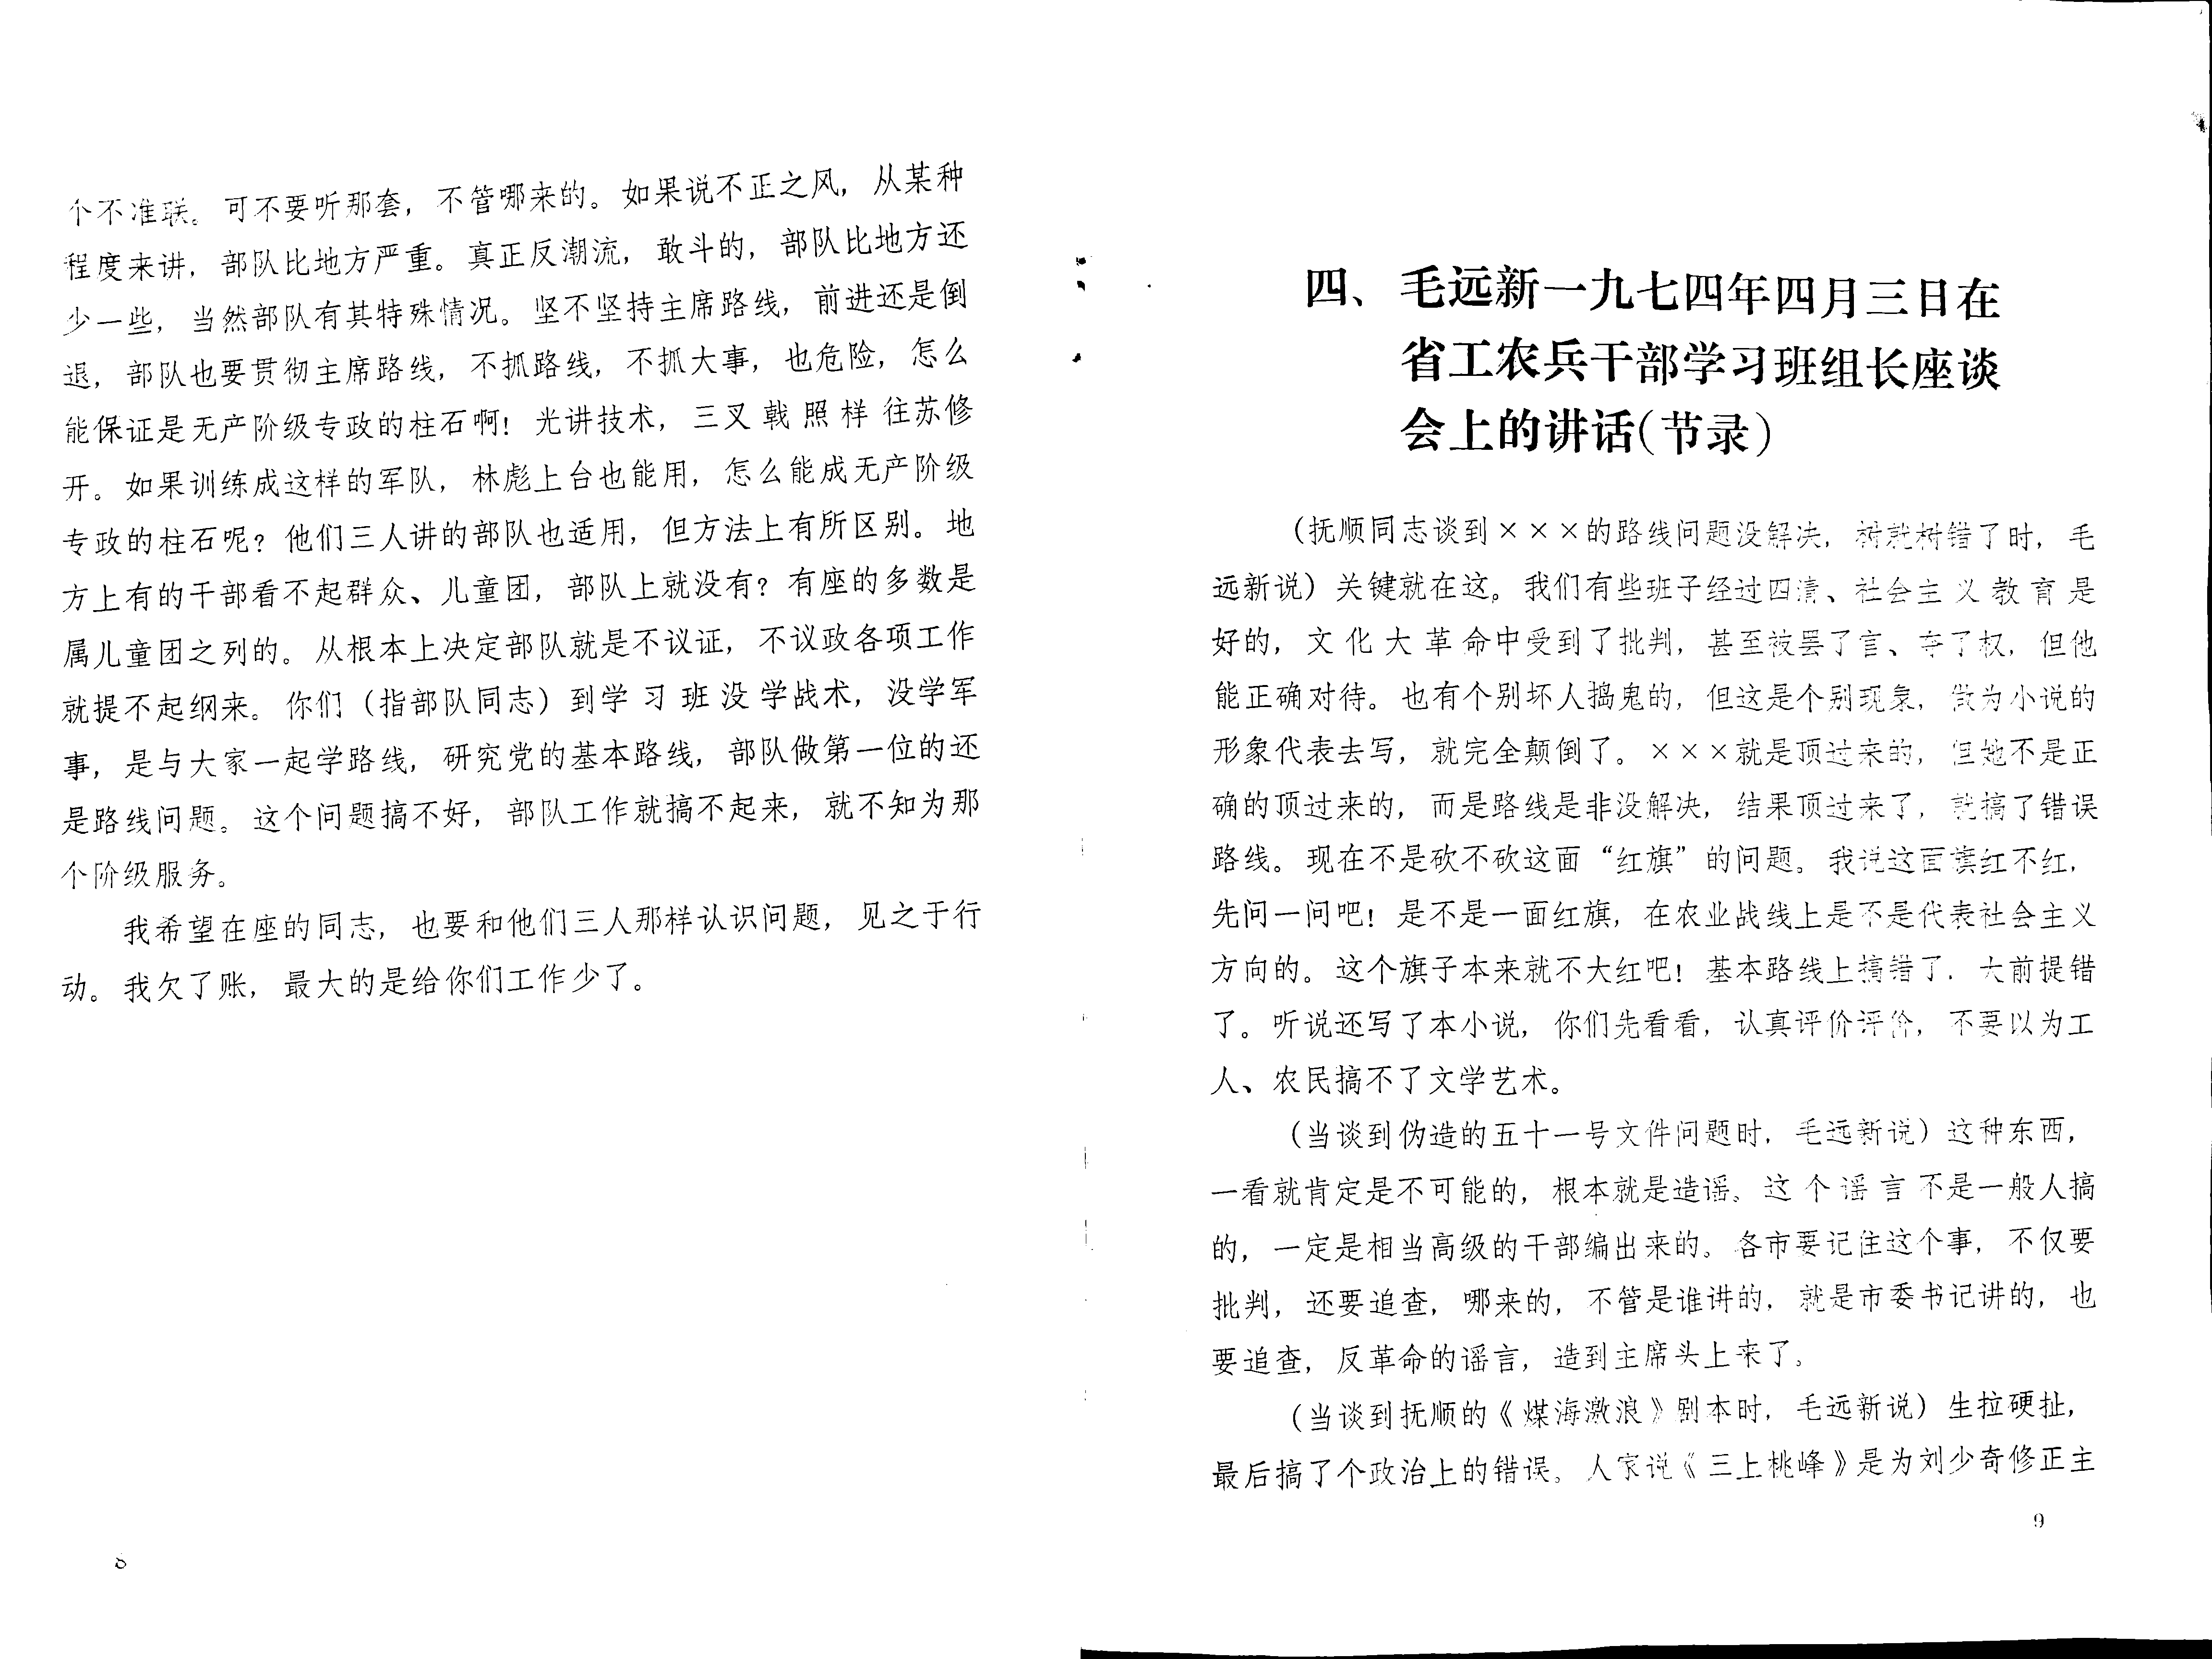 个不准联。可不要听那套，不管哪来的。如果说不正之风，从某种
程度来讲，部队比地方严重。真正反潮流，敢斗的，部队比地方还
少一些，当然部队有其特殊情况。坚不坚持主席路线，前进还是倒
退，部队也要贯彻主席路线，不抓路线，不抓大事，也危险，怎么
能保证是无产阶级专政的柱石啊！光讲技术，三叉戟照样往苏修
开。如果训练成这样的军队，林彪上台也能用，怎么能成无产阶级
专政的柱石呢？他们三人讲的部队也适用，但方法上有所区别。地
方上有的干部看不起群众、儿童团，部队上就没有？有座的多数是
属儿童团之列的。从根本上决定部队就是不议证，不议政各项工作
就提不起纲来。你们（指部队同志）到学习班没学战术，没学军
事，是与大家一起学路线，研究党的基本路线，部队做第一位的还
是路线问题。这个问题搞不好，部队工作就搞不起来，就不知为那
个阶级服务。
我希望在座的同志，也要和他们三人那样认识问题，见之于行
动。我欠了账，最大的是给你们工作少了。
8
四、毛远新一九七四年四月三日在
省工农兵干部学习班组长座谈
会上的讲话（节录）
（抚顺同志谈到×××的路线问题没解决，树就树错了时，毛
远新说）关键就在这。我们有些班子经过四清、社会主义教育是
好的，文化大革命中受到了批判，甚至被罢了官、夺了权，但他
能正确对待。也有个别坏人捣鬼的，但这是个别现象，做为小说的
形象代表去写，就完全颠倒了。×××就是顶过来的，但她不是正
确的顶过来的，而是路线是非没解决，结果顶过来了，就搞了错误
路线。现在不是砍不砍这面“红旗”的问题。我说这面旗红不红，
先问一问吧！是不是一面红旗，在农业战线上是不是代表社会主义
方向的。这个旗子本来就不大红吧！基本路线上搞错了，大前提错
了。听说还写了本小说，你们先看看，认真评价评价，不要以为工
人、农民搞不了文学艺术。
（当谈到伪造的五十一号文件问题时，毛远新说）这种东西，
一看就肯定是不可能的，根本就是造谣。这个谣言不是一般人搞
的，一定是相当高级的干部编出来的。各市要记住这个事，不仅要
批判，还要追查，哪来的，不管是谁讲的，就是市委书记讲的，也
要追查，反革命的谣言，造到主席头上来了。
（当谈到抚顺的《煤海激浪》剧本时，毛远新说）生拉硬扯，
最后搞了个政治上的错误。人家说《三上桃峰》是为刘少奇修正主
9